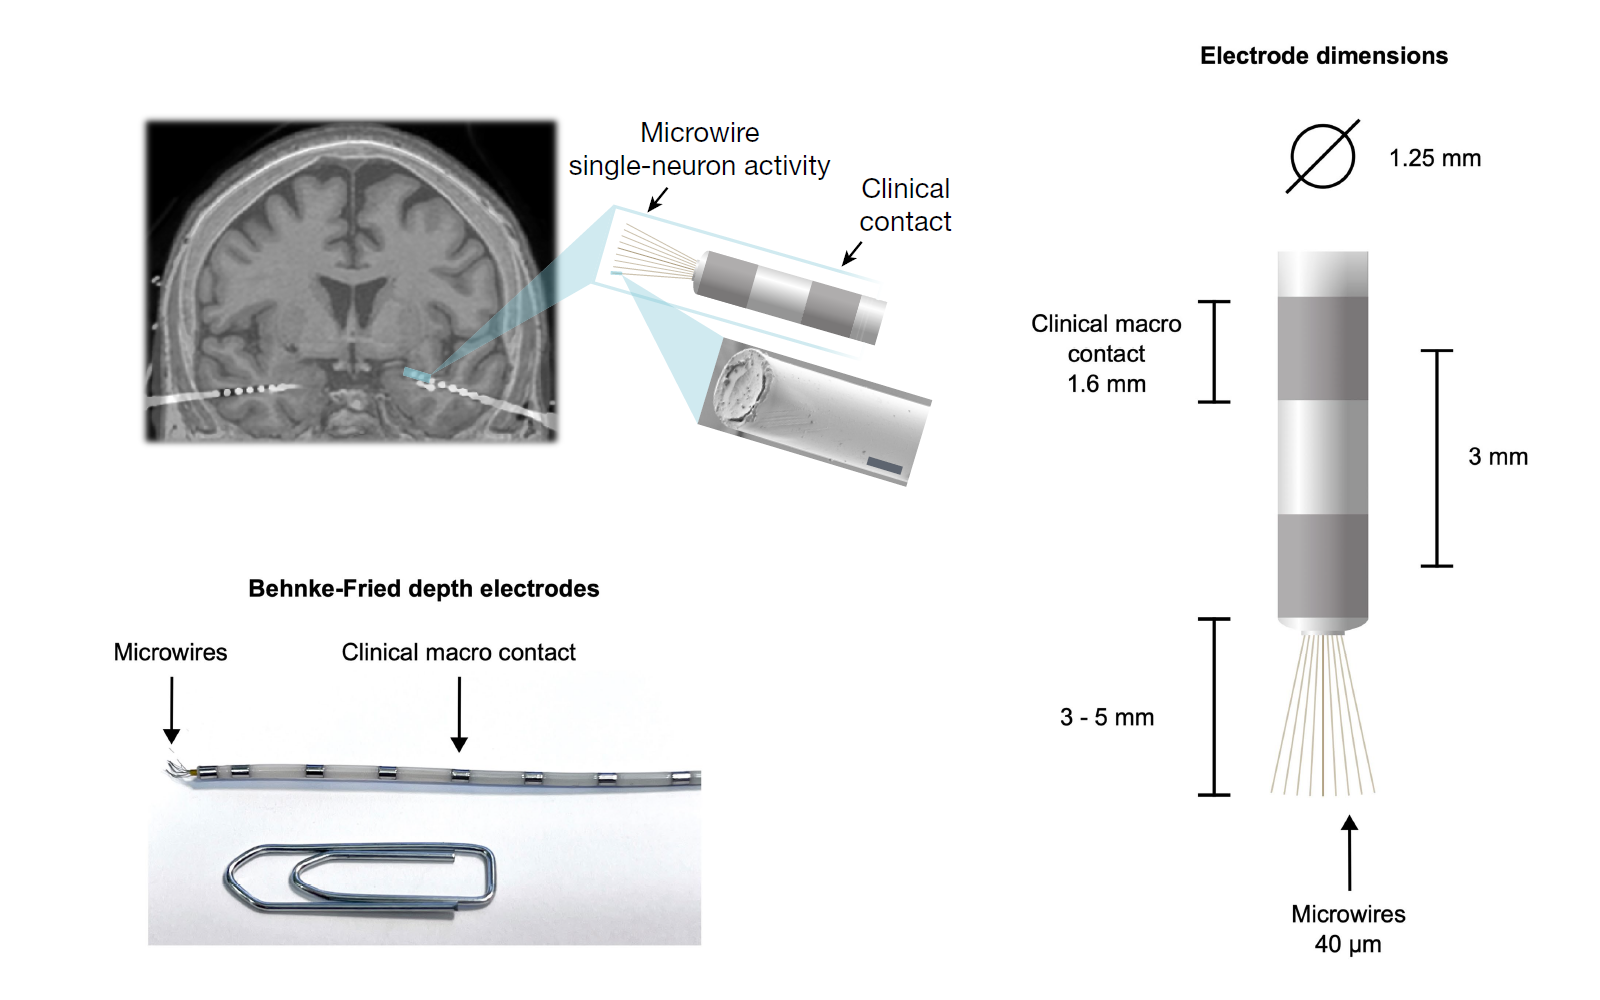 Electrode dimensions
1.25 mm
Microwire
single-neuron activity
Clinical
contact
Clinical macro
contact
1.6 mm
3 mm
Behnke-Fried depth electrodes
Microwires
Clinical macro contact
3 - 5 mm
Microwires
40 µm